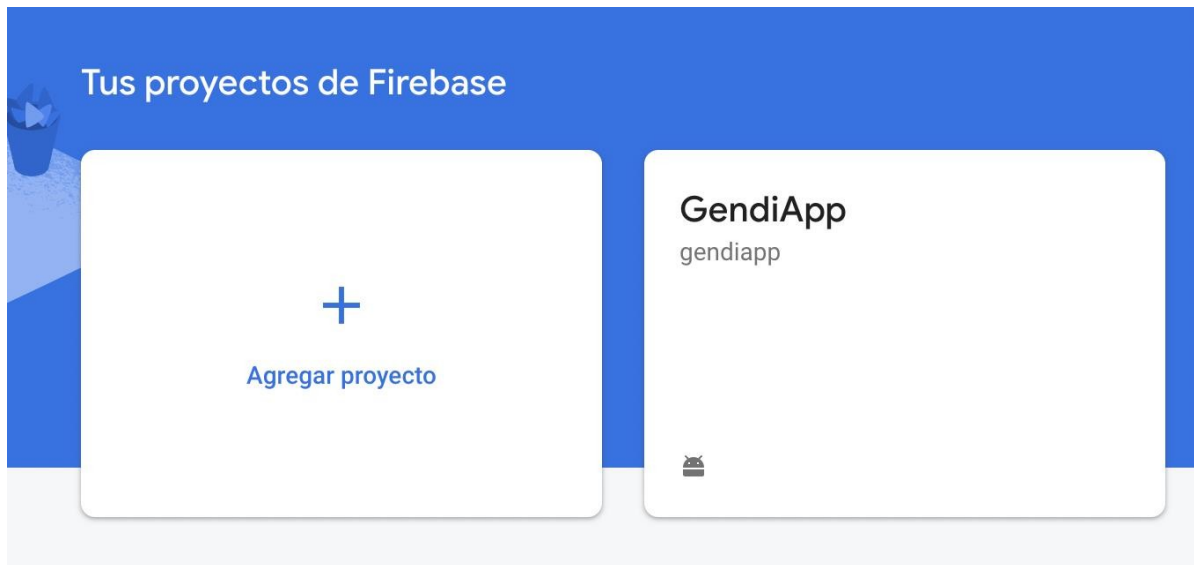 Tus proyectos de Firebase
Agregar proyecto
GendiApp
gendiapp